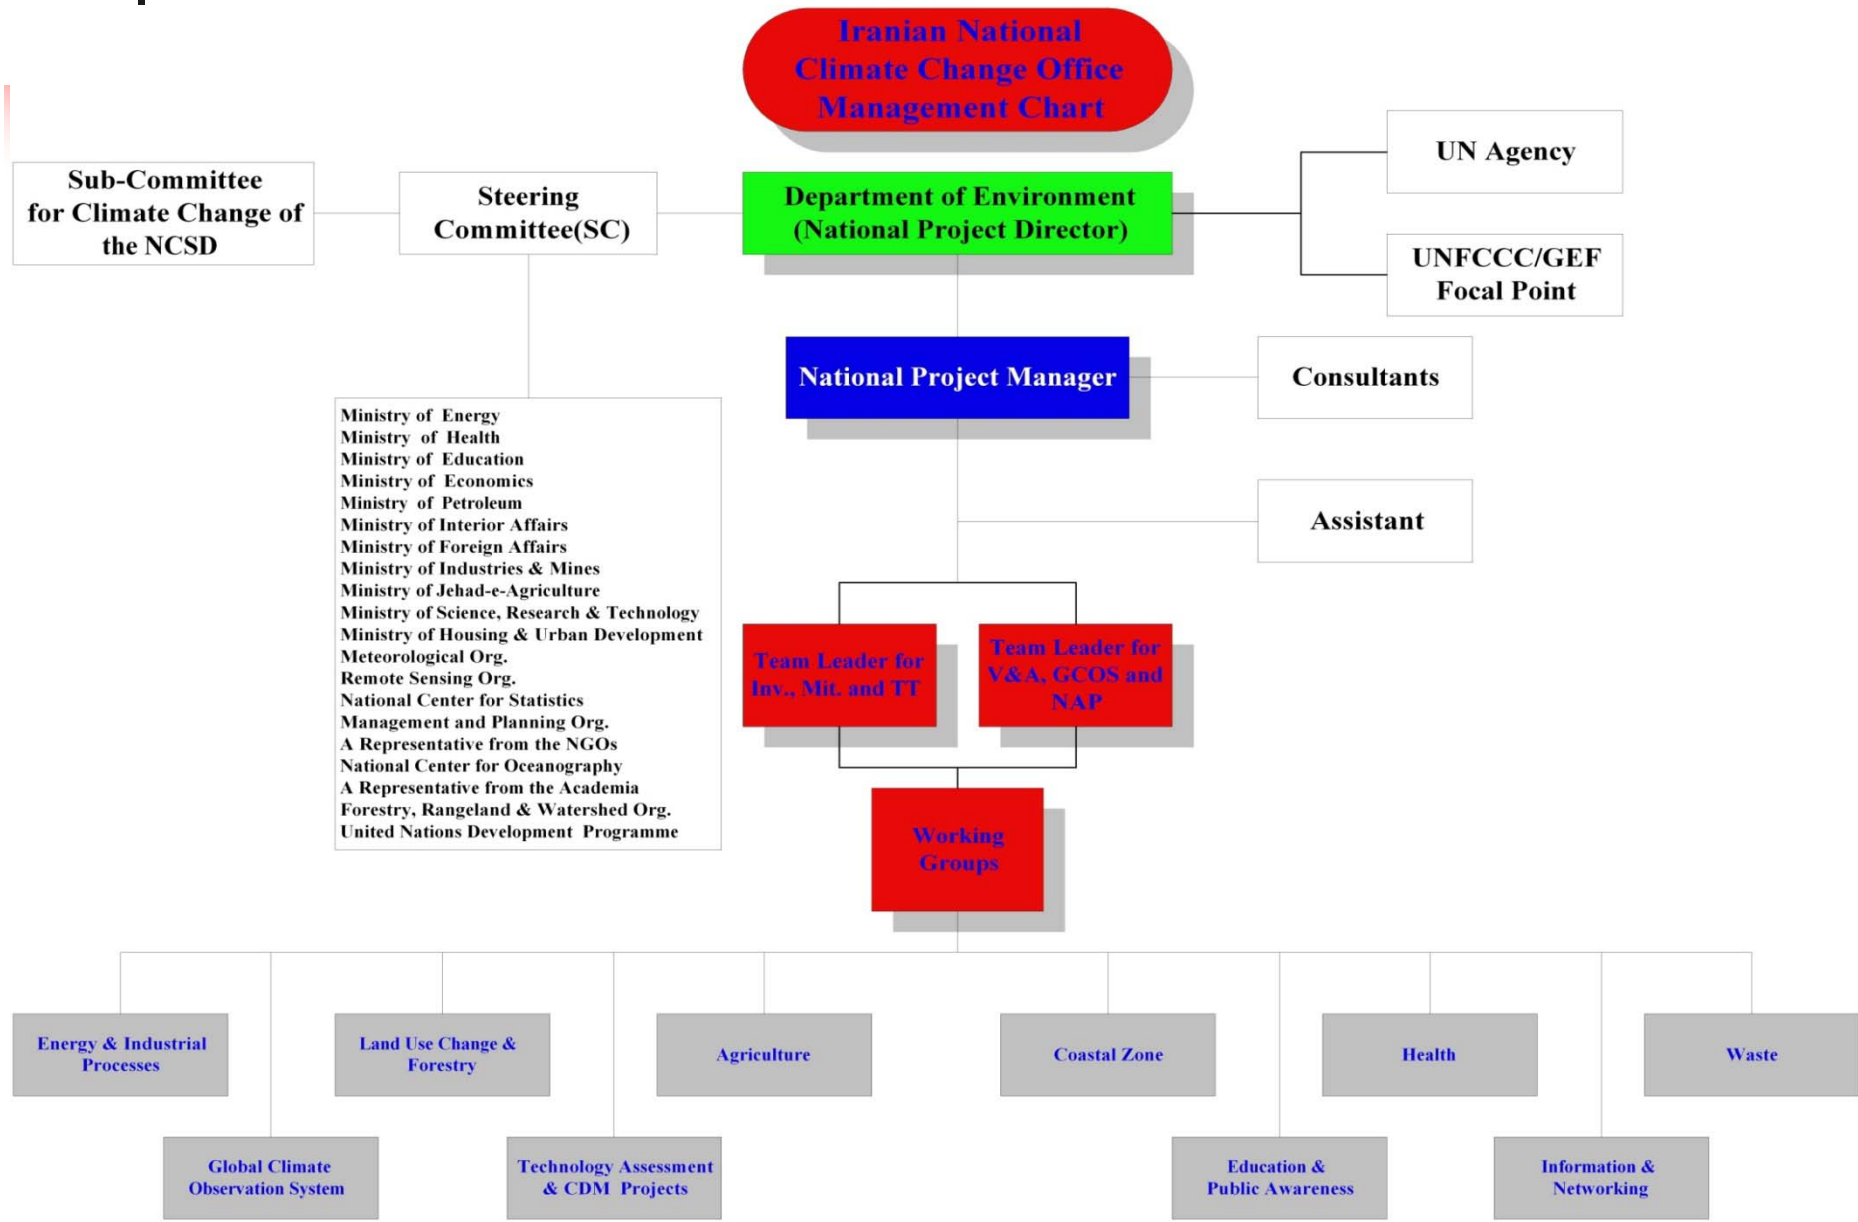 Iranian National
Climate Change Office
Management Chart
UN Agency
Sub-Committee
for Climate Change of
the NCSD
Steering
Committee(SC)
Department of Environment
(National Project Director)
UNFCCC/GEF
Focal Point
National Project Manager
Consultants
Ministry of Energy
Ministry of Health
Ministry of Education
Ministry of Economics
Ministry of Petroleum
Ministry of Interior Affairs
Ministry of Foreign Affairs
Ministry of Industries & Mines
Ministry of Jehad-e-Agriculture
Ministry of Science, Research & Technology
Ministry of Housing & Urban Development
Meteorological Org.
Remote Sensing Org.
National Center for Statistics
Management and Planning Org.
A Representative from the NGOs
National Center for Oceanography
A Representative from the Academia
Forestry, Rangeland & Watershed Org.
United Nations Development Programme
Assistant
Team Leader for
Inv., Mit. and TT
Team Leader for
V&A, GCOS and
NAP
Working
Groups
Energy & Industrial
Processes
Land Use Change &
Forestry
Agriculture
Coastal Zone
Health
Waste
Global Climate
Observation System
Technology Assessment
& CDM Projects
Education &
Public Awareness
Information &
Networking